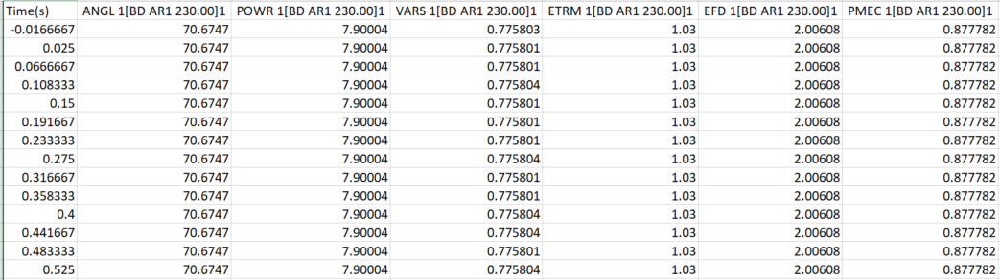 Time(s) ANGL 1[BD AR1 230.00]1 POWR 1[BD AR1 230.00]1 VARS 1[BD AR1 230.00]1 ETRM 1[BD AR1 230.00]1 EFD 1[BD AR1 230.00]1 PMEC 1[BD AR1 230.00]1
-0.0166667 70.6747 7.90004 0.775803 1.03 2.00608 0.877782
0.025 70.6747 7.90004 0.775801 1.03 2.00608 0.877782
0.0666667 70.6747 7.90004 0.775801 1.03 2.00608 0.877782
0.108333 70.6747 7.90004 0.775804 1.03 2.00608 0.877782
0.15 70.6747 7.90004 0.775801 1.03 2.00608 0.877782
0.191667 70.6747 7.90004 0.775801 1.03 2.00608 0.877782
0.233333 70.6747 7.90004 0.775801 1.03 2.00608 0.877782
0.275 70.6747 7.90004 0.775804 1.03 2.00608 0.877782
0.316667 70.6747 7.90004 0.775801 1.03 2.00608 0.877782
0.358333 70.6747 7.90004 0.775801 1.03 2.00608 0.877782
0.4 70.6747 7.90004 0.775804 1.03 2.00608 0.877782
0.441667 70.6747 7.90004 0.775804 1.03 2.00608 0.877782
0.483333 70.6747 7.90004 0.775801 1.03 2.00608 0.877782
0.525 70.6747 7.90004 0.775804 1.03 2.00608 0.877782